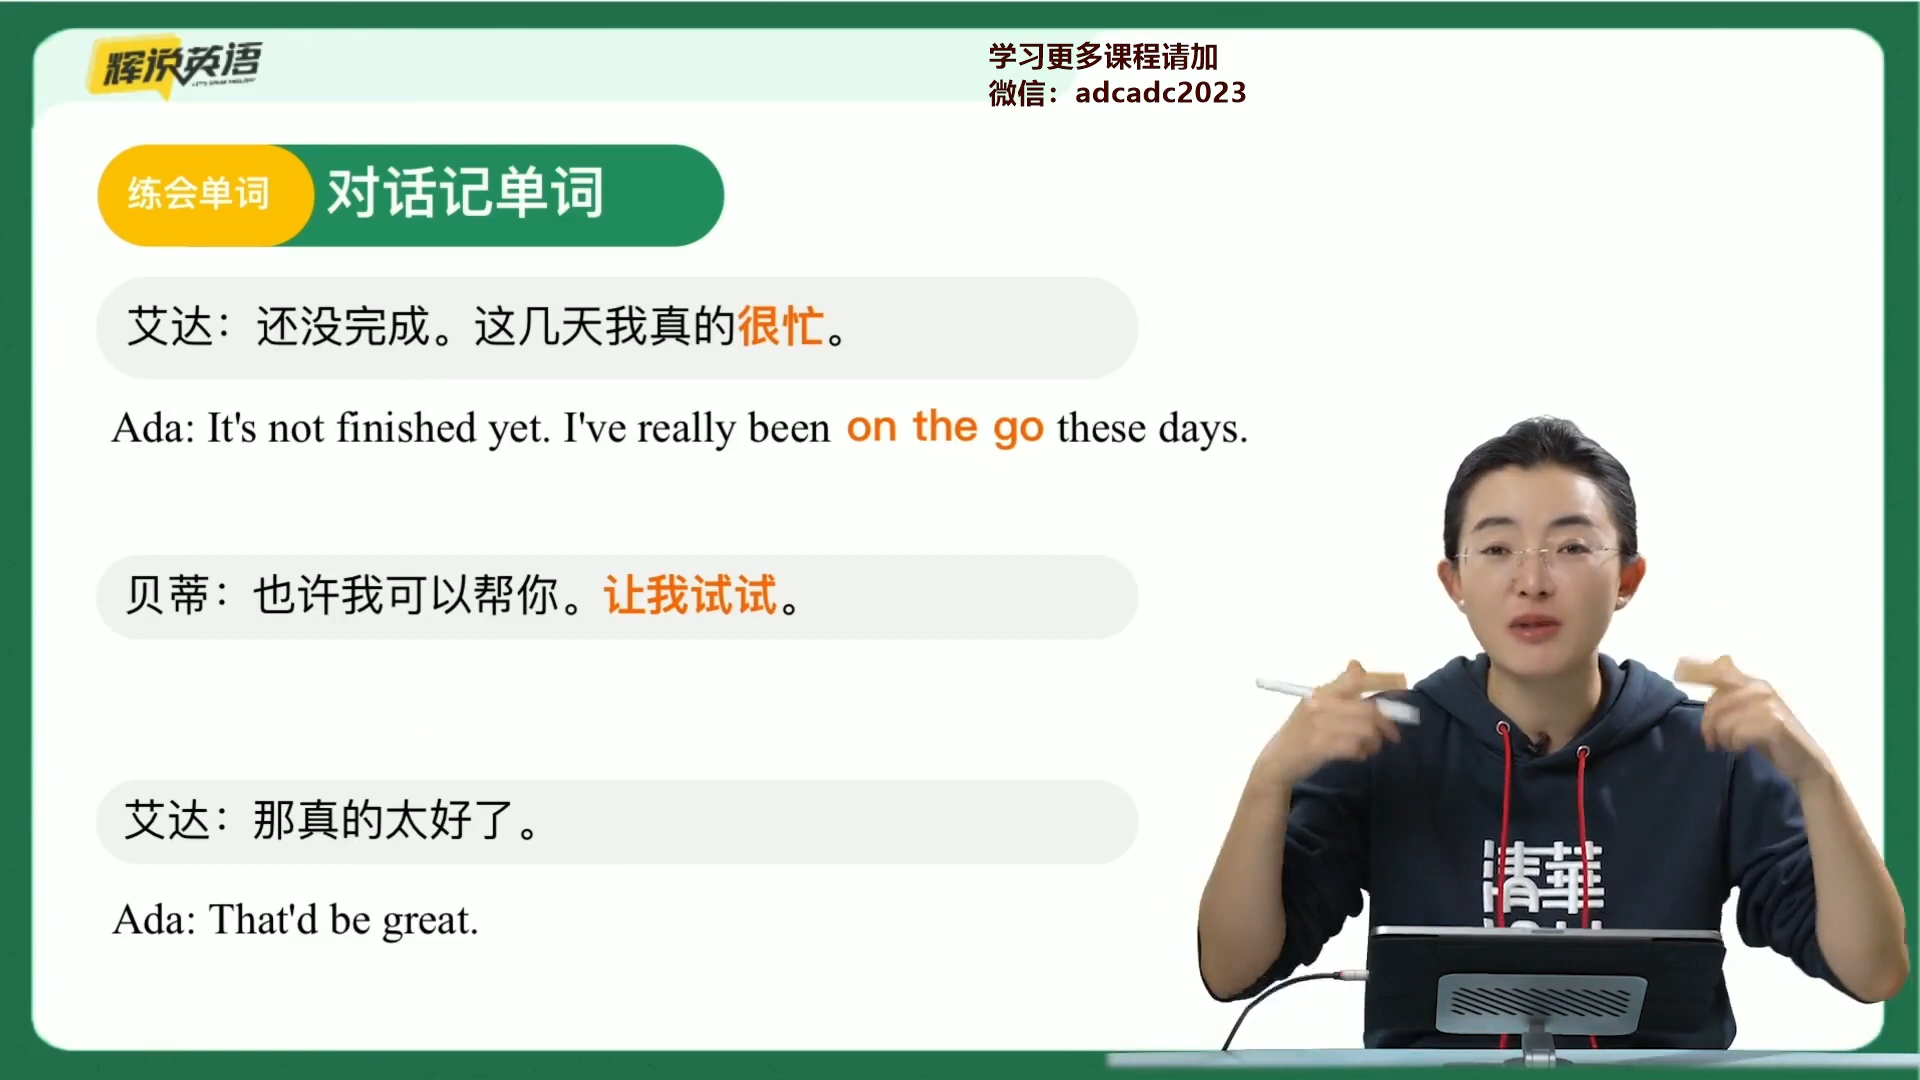 辉说英语
学习更多课程请加
微信：adcadc2023
练会单词
对话记单词
艾达：还没完成。这几天我真的很忙。
Ada: It's not finished yet. I've really been on the go these days.
贝蒂：也许我可以帮你。让我试试。
艾达：那真的太好了。
Ada: That'd be great.
清華